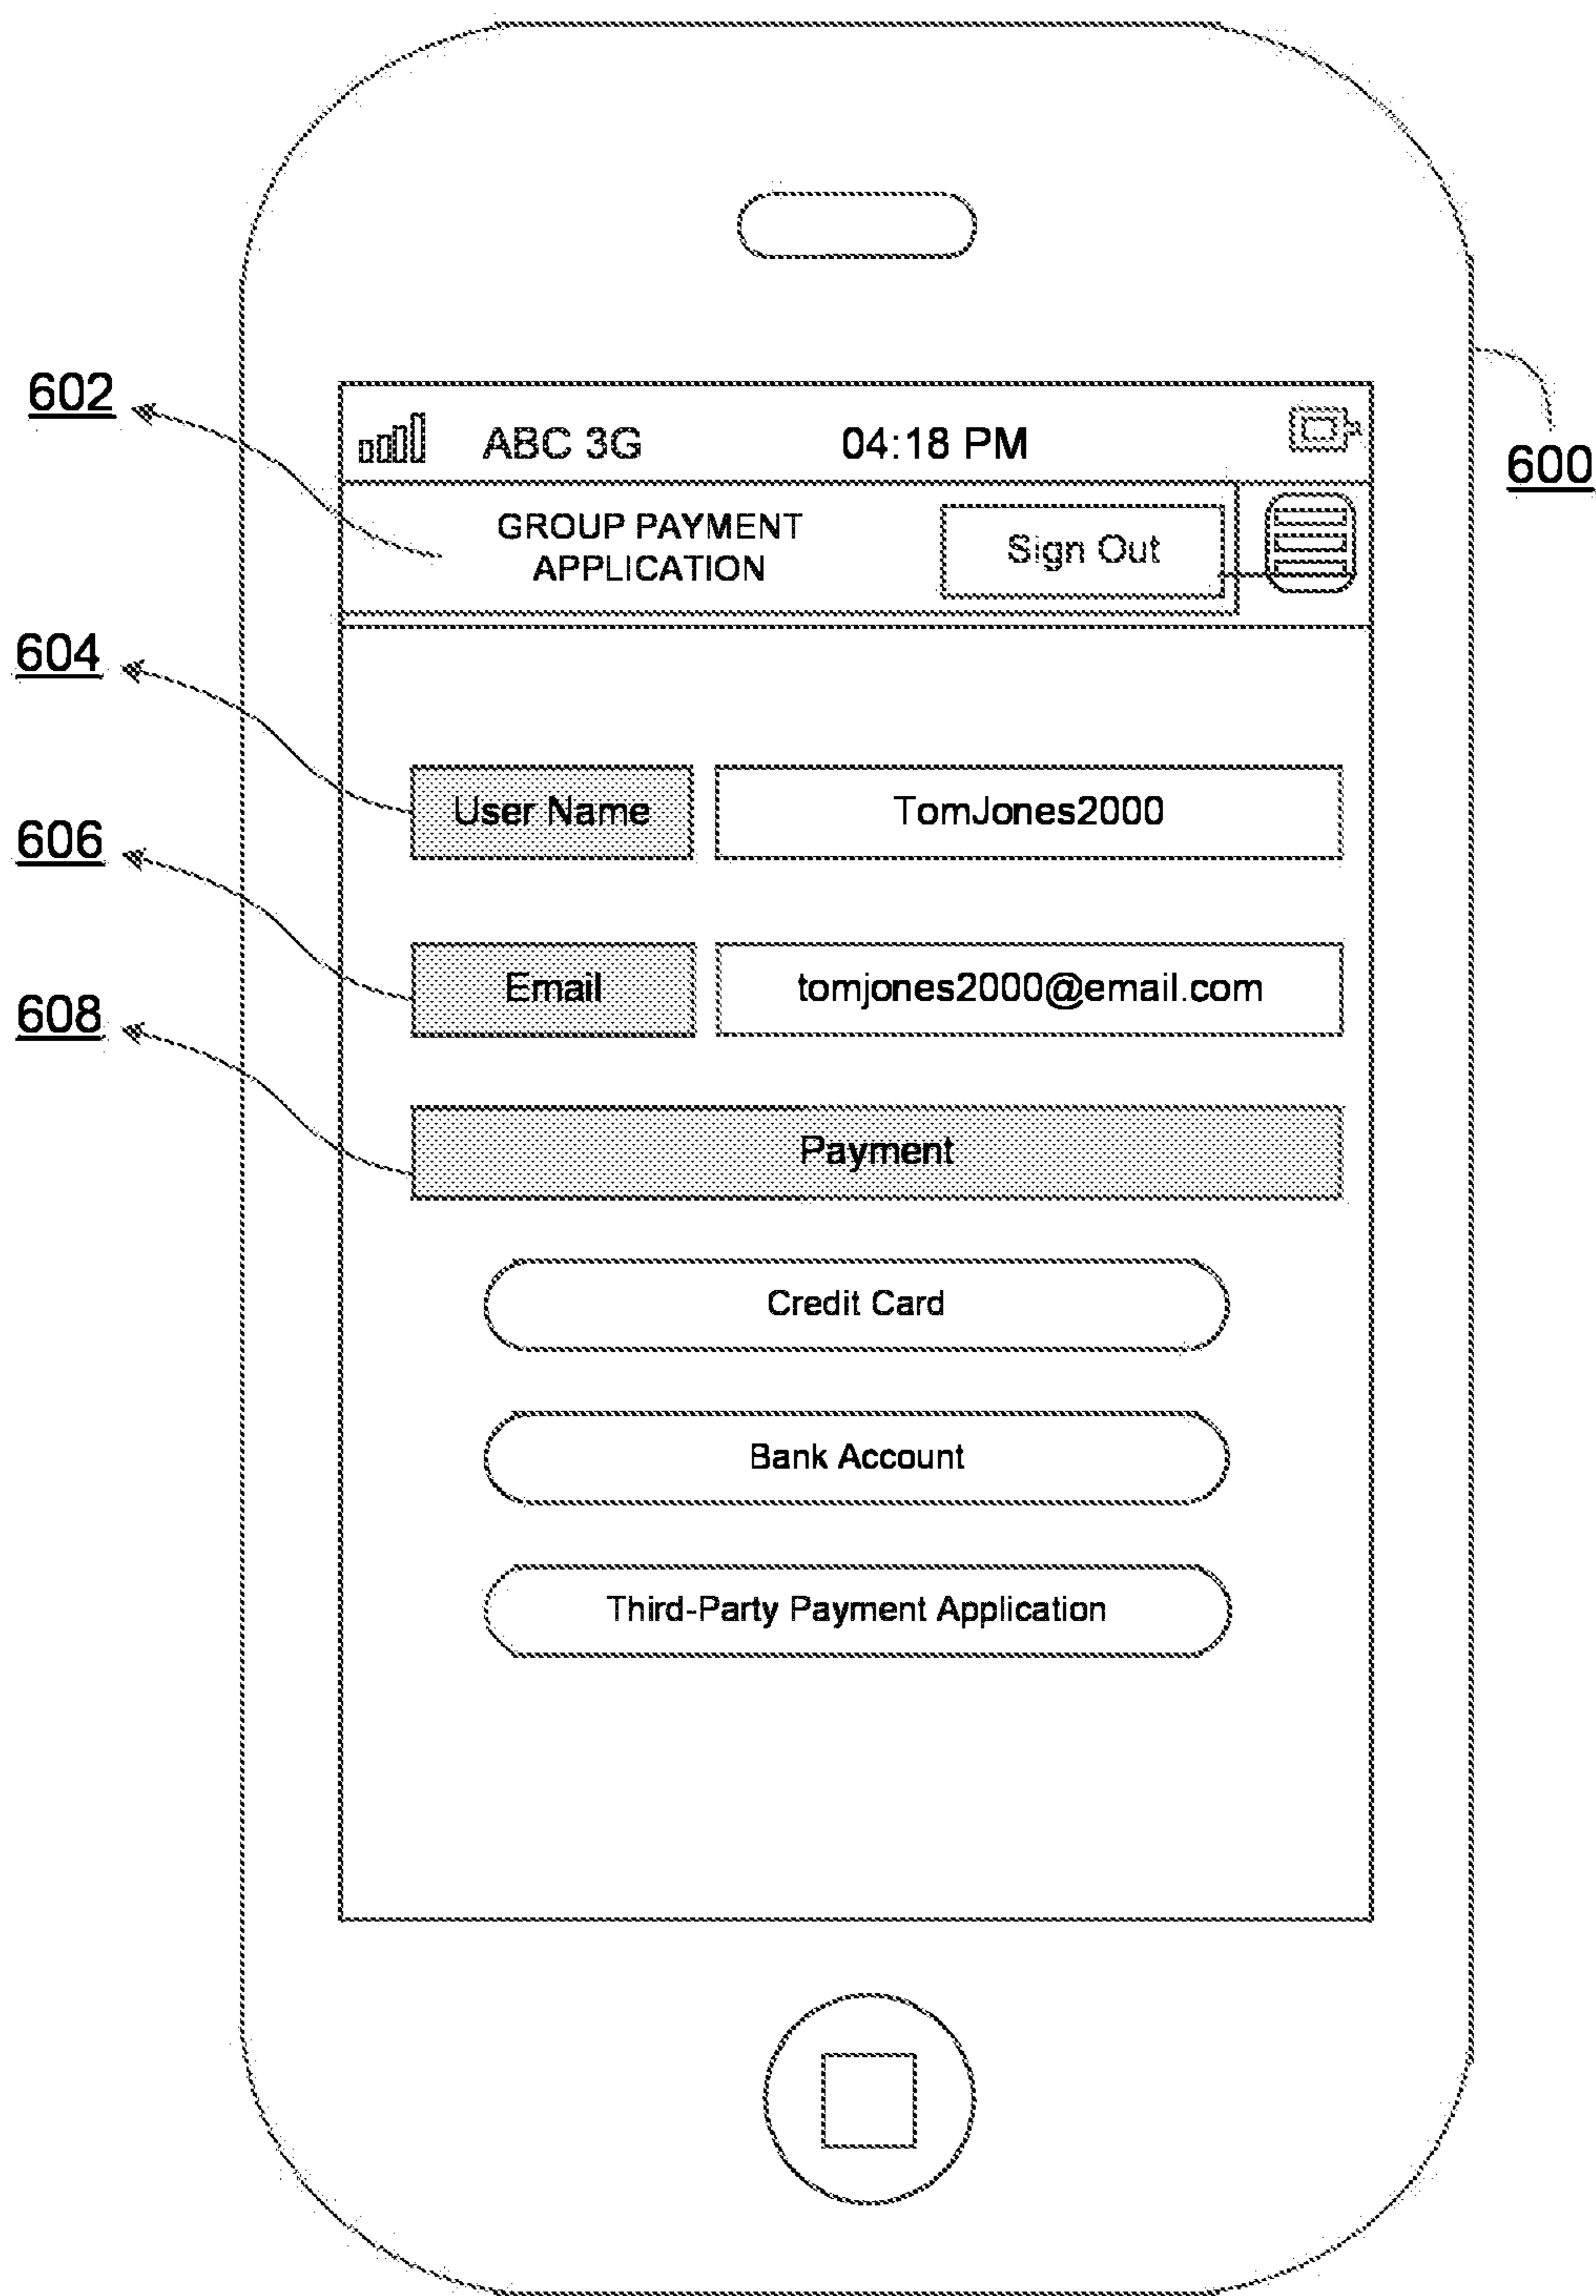 602
ABC 3G 04:18 PM
600
GROUP PAYMENT
APPLICATION
Sign Out
604
User Name TomJones2000
606
Email tomjones2000@email.com
608
Payment
Credit Card
Bank Account
Third-Party Payment Application